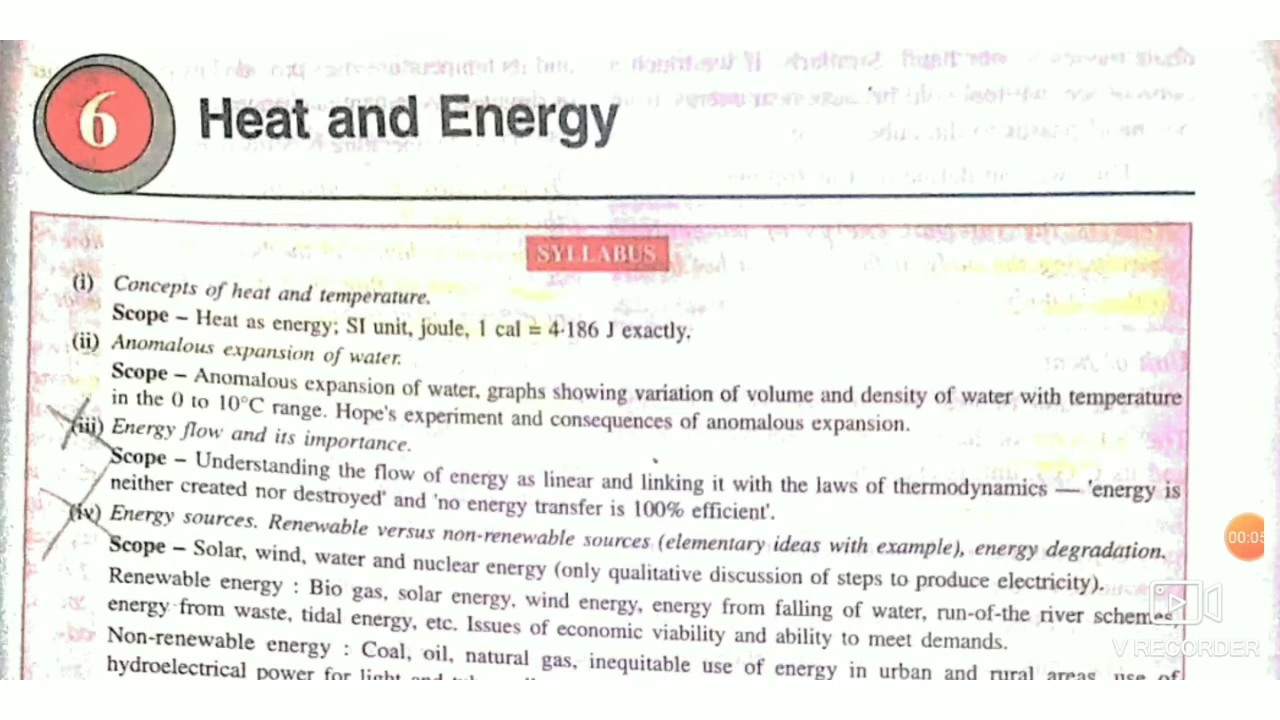 6
Heat and Energy
SYLLABUS
(i) Concepts of heat and temperature.
Scope – Heat as energy; SI unit, joule, 1 cal = 4·186 J exactly.
(ii) Anomalous expansion of water.
Scope – Anomalous expansion of water, graphs showing variation of volume and density of water with temperature
in the 0 to 10°C range. Hope's experiment and consequences of anomalous expansion.
(iii) Energy flow and its importance.
Scope – Understanding the flow of energy as linear and linking it with the laws of thermodynamics — 'energy is
neither created nor destroyed' and 'no energy transfer is 100% efficient'.
(iv) Energy sources. Renewable versus non-renewable sources (elementary ideas with example), energy degradation.
Scope – Solar, wind, water and nuclear energy (only qualitative discussion of steps to produce electricity).
Renewable energy : Bio gas, solar energy, wind energy, energy from falling of water, run-of-the river schemes,
energy from waste, tidal energy, etc. Issues of economic viability and ability to meet demands.
Non-renewable energy : Coal, oil, natural gas, inequitable use of energy in urban and rural areas, use of
hydroelectrical power for light and
00:05
V RECORDER